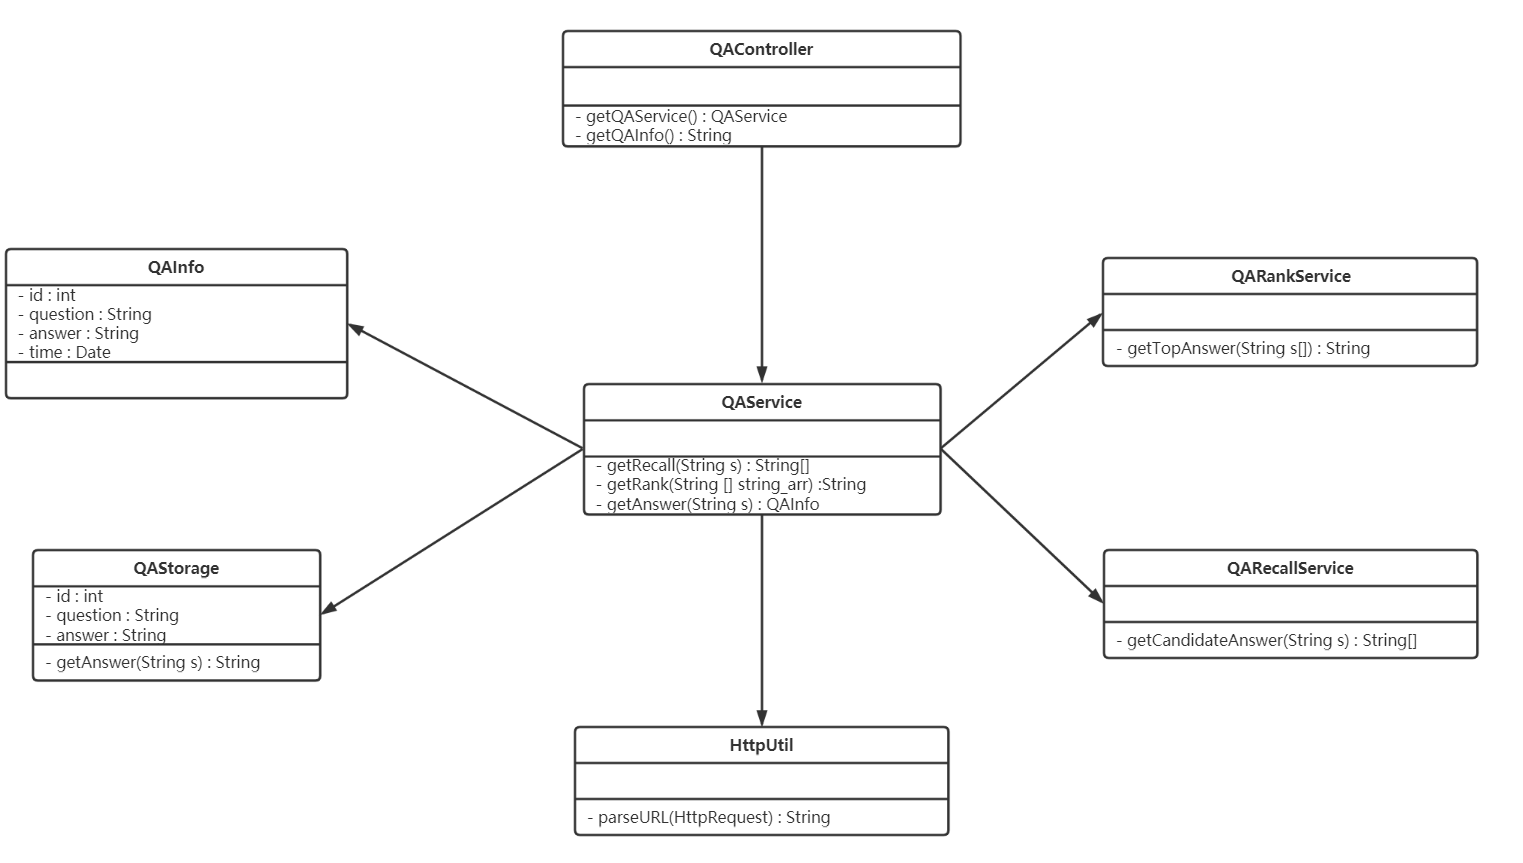 QAController
- getQAService() : QAService
- getQAInfo() : String
QAInfo
- id : int
- question : String
- answer : String
- time : Date
QARankService
- getTopAnswer(String s[]) : String
QAService
- getRecall(String s) : String[]
- getRank(String [] string_arr) :String
- getAnswer(String s) : QAInfo
QAStorage
- id : int
- question : String
- answer : String
- getAnswer(String s) : String
QARecallService
- getCandidateAnswer(String s) : String[]
HttpUtil
- parseURL(HttpRequest) : String